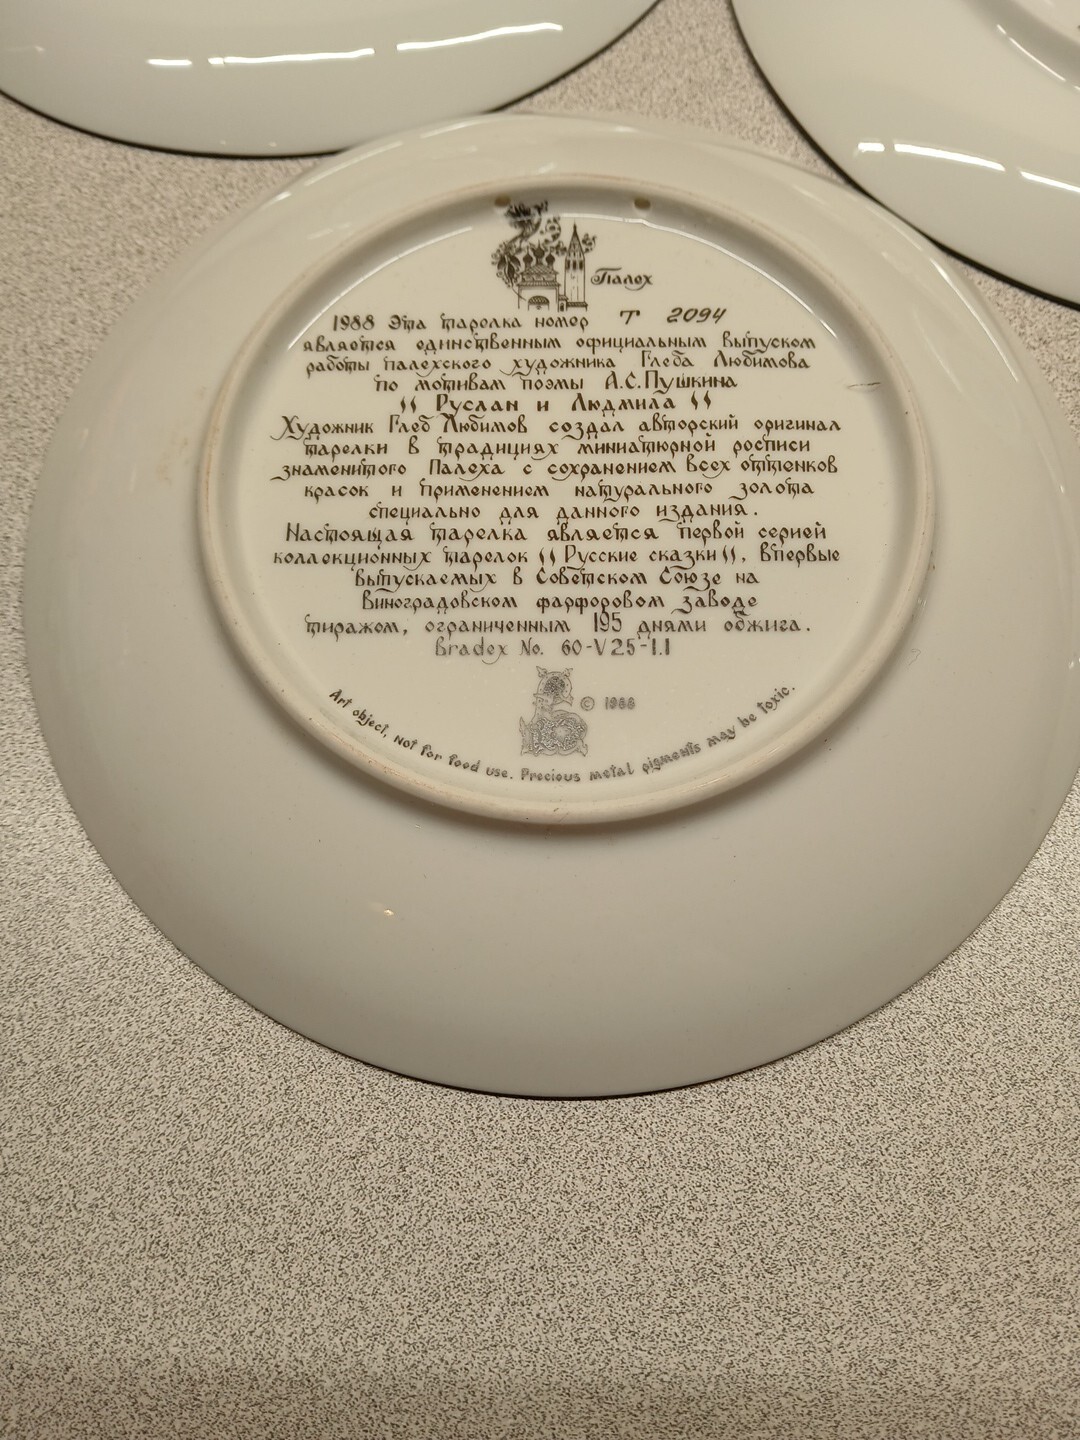 Палех
1988 Эта тарелка номер Т 2094
является единственным официальным выпуском
работы палехского художника Глеба Любимова
по мотивам поэмы А.С.Пушкина
" Руслан и Людмила "
Художник Глеб Любимов создал авторский оригинал
тарелки в традициях миниатюрной росписи
знаменитого Палеха с сохранением всех оттенков
красок и применением натурального золота
специально для данного издания.
Настоящая тарелка является первой серией
коллекционных тарелок "Русские сказки", впервые
выпускаемых в Советском Союзе на
Виноградовском фарфоровом заводе
тиражом, ограниченным 195 днями обжига.
Bradex No. 60-V25-1.1
© 1988
Art object, not for food use. Precious metal pigments may be toxic.